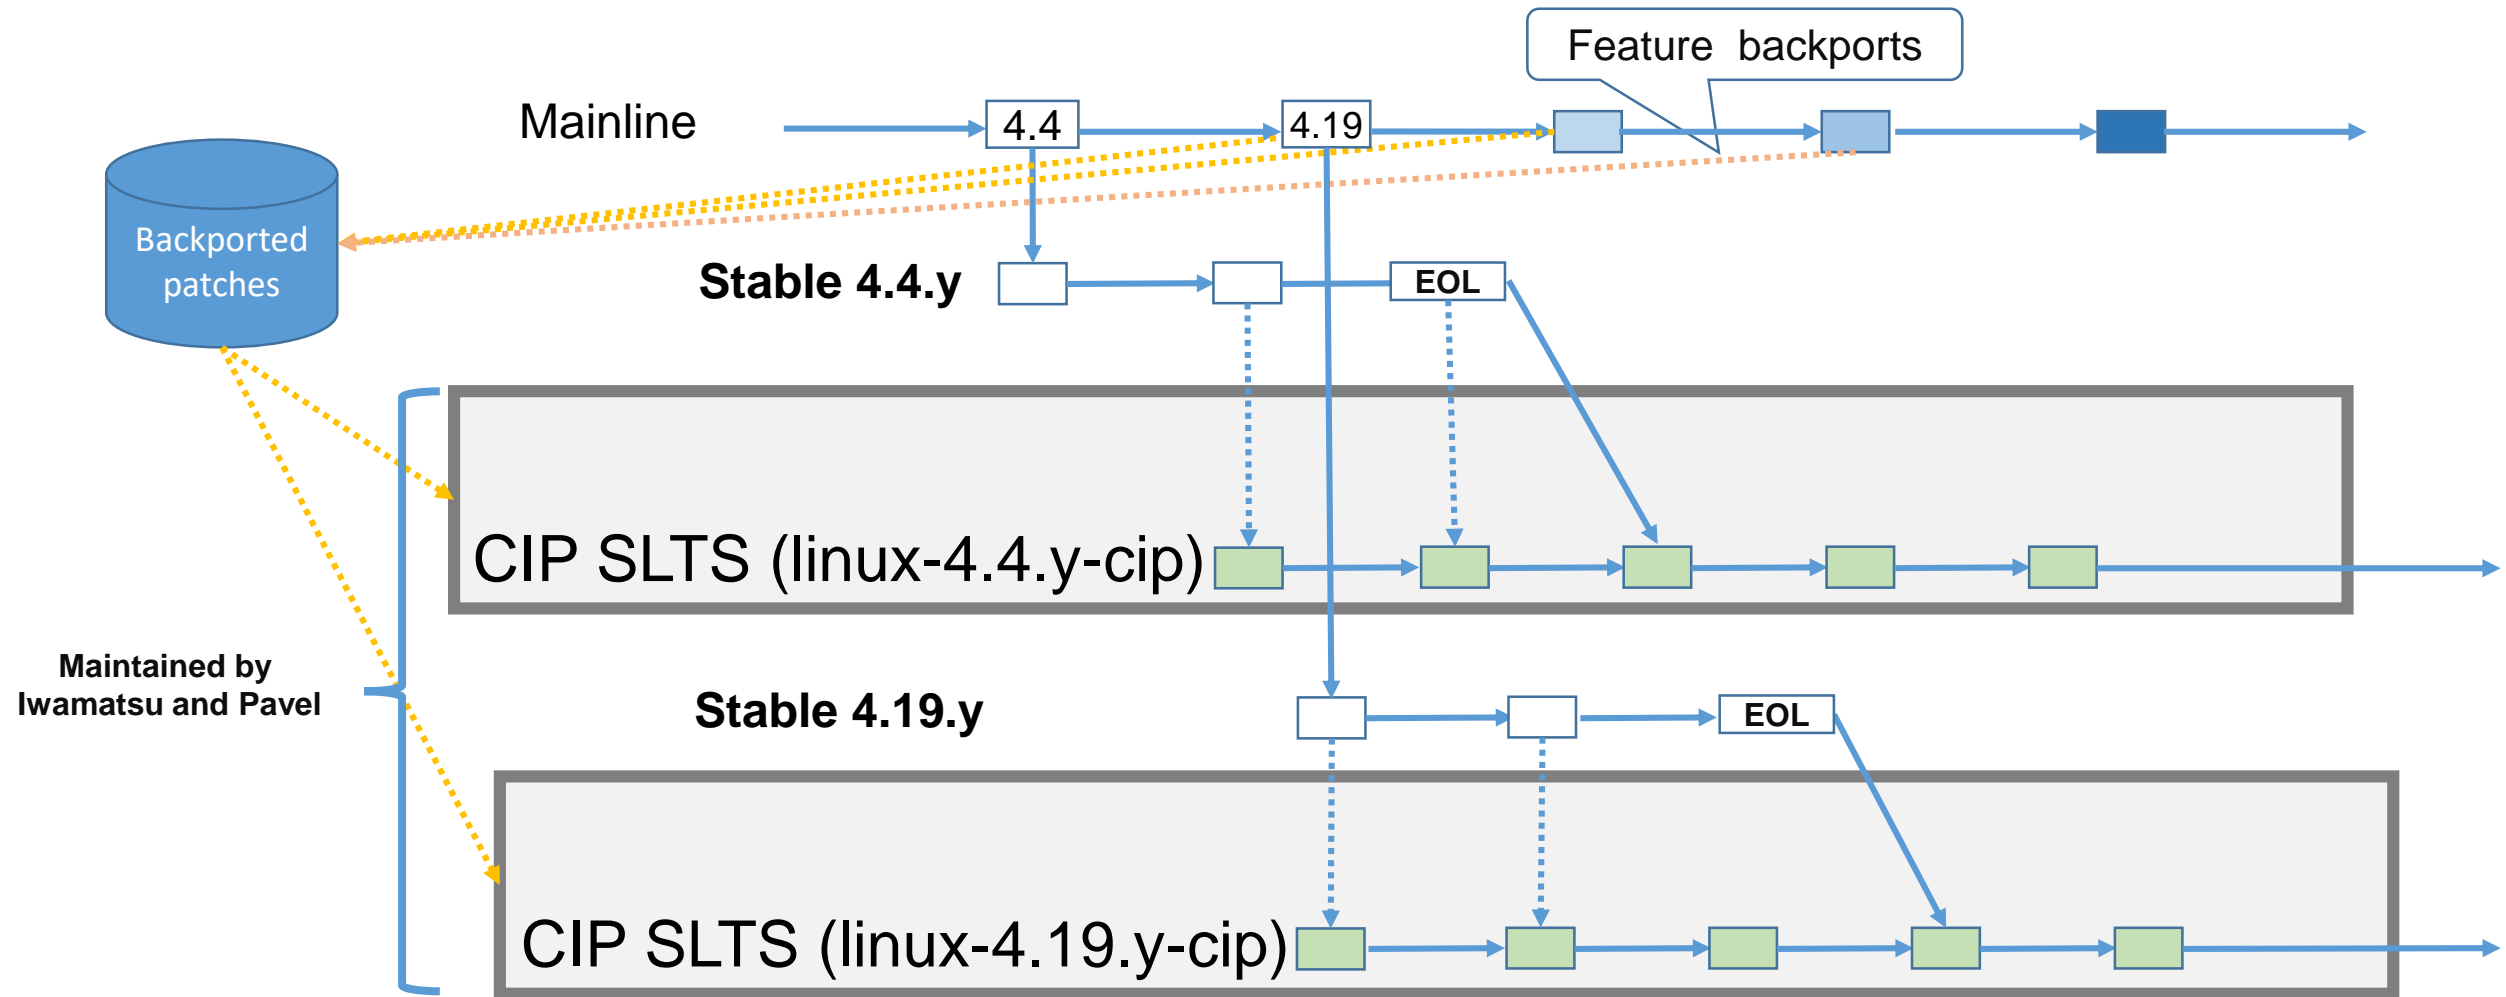 Feature backports
Mainline
4.4
4.19
Backported
patches
Stable 4.4.y
EOL
CIP SLTS (linux-4.4.y-cip)
Maintained by
Iwamatsu and Pavel
Stable 4.19.y
EOL
CIP SLTS (linux-4.19.y-cip)